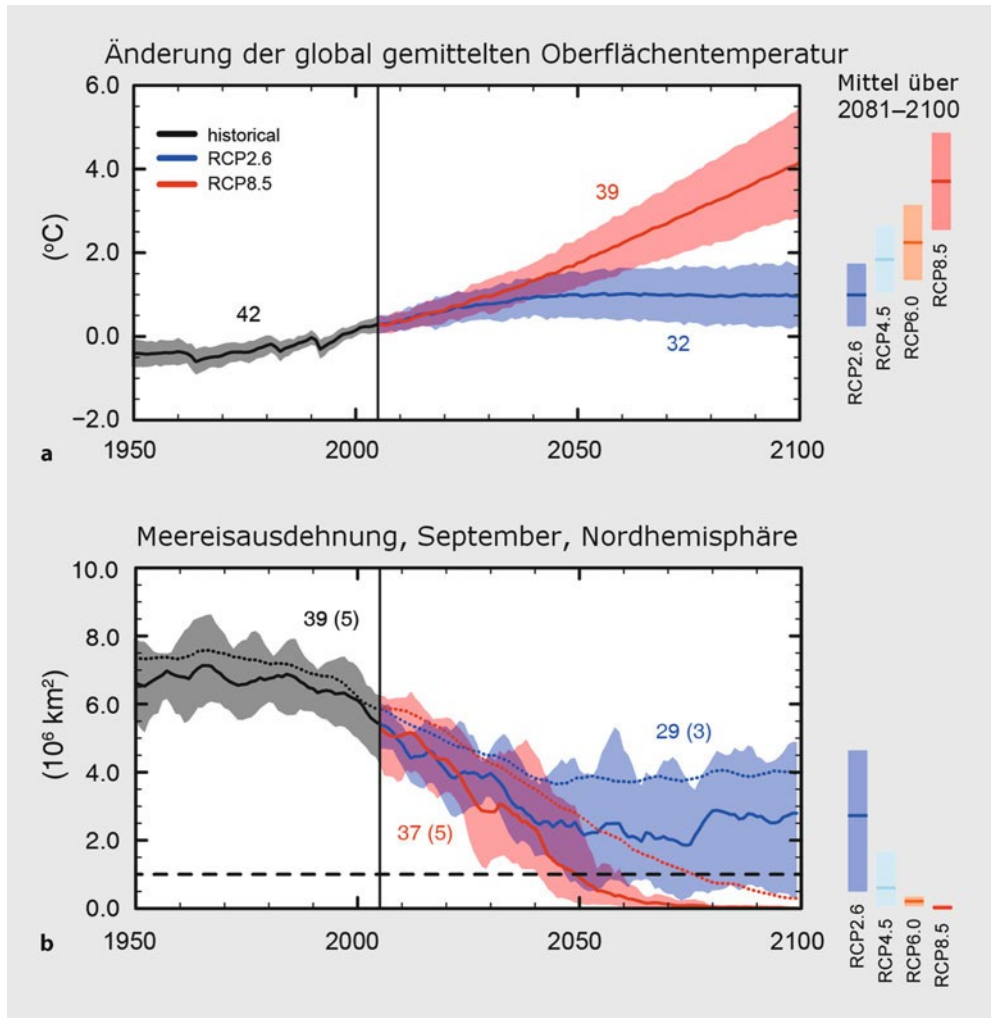 Änderung der global gemittelten Oberflächentemperatur
6.0
4.0
2.0
0.0
−2.0
(°C)
historical
RCP2.6
RCP8.5
42
39
32
1950
2000
2050
2100
a
Mittel über
2081–2100
RCP2.6
RCP4.5
RCP6.0
RCP8.5
Meereisausdehnung, September, Nordhemisphäre
10.0
8.0
6.0
4.0
2.0
0.0
(10⁶ km²)
39 (5)
29 (3)
37 (5)
1950
2000
2050
2100
b
RCP2.6
RCP4.5
RCP6.0
RCP8.5